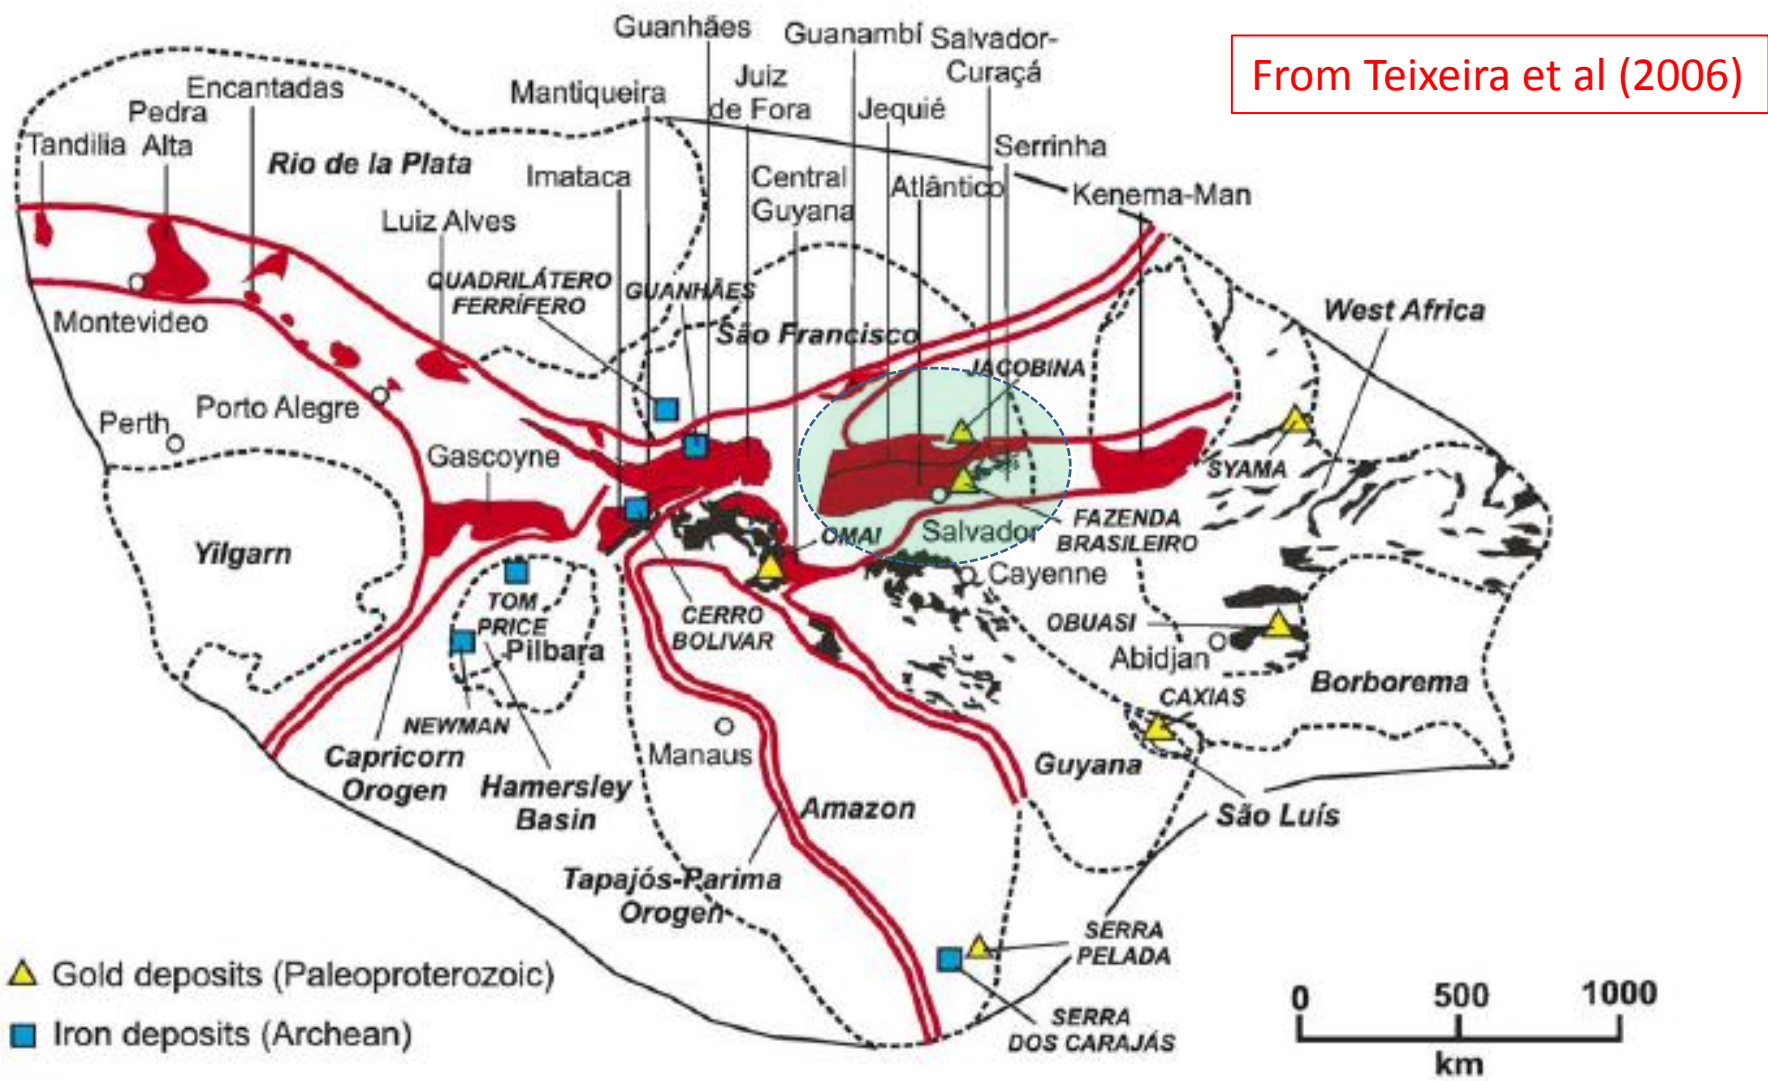 From Teixeira et al (2006)
Guanhães
Guanambí
Salvador-
Curaçá
Juiz
de Fora
Mantiqueira
Encantadas
Pedra
Alta
Tandilia
Jequié
Serrinha
Rio de la Plata
Imataca
Central
Guyana
Atlântico
Kenema-Man
Luiz Alves
QUADRILÁTERO
FERRÍFERO
GUANHÃES
São Francisco
West Africa
Montevideo
JACOBINA
Porto Alegre
Perth
Gascoyne
SYAMA
Yilgarn
OMAI
Salvador
FAZENDA
BRASILEIRO
Cayenne
TOM
PRICE
Pilbara
CERRO
BOLIVAR
OBUASI
Abidjan
Borborema
CAXIAS
NEWMAN
Manaus
Guyana
Capricorn
Orogen
Hamersley
Basin
Amazon
São Luís
Tapajós-Parima
Orogen
SERRA
PELADA
SERRA
DOS CARAJÁS
Gold deposits (Paleoproterozoic)
Iron deposits (Archean)
0 500 1000
km